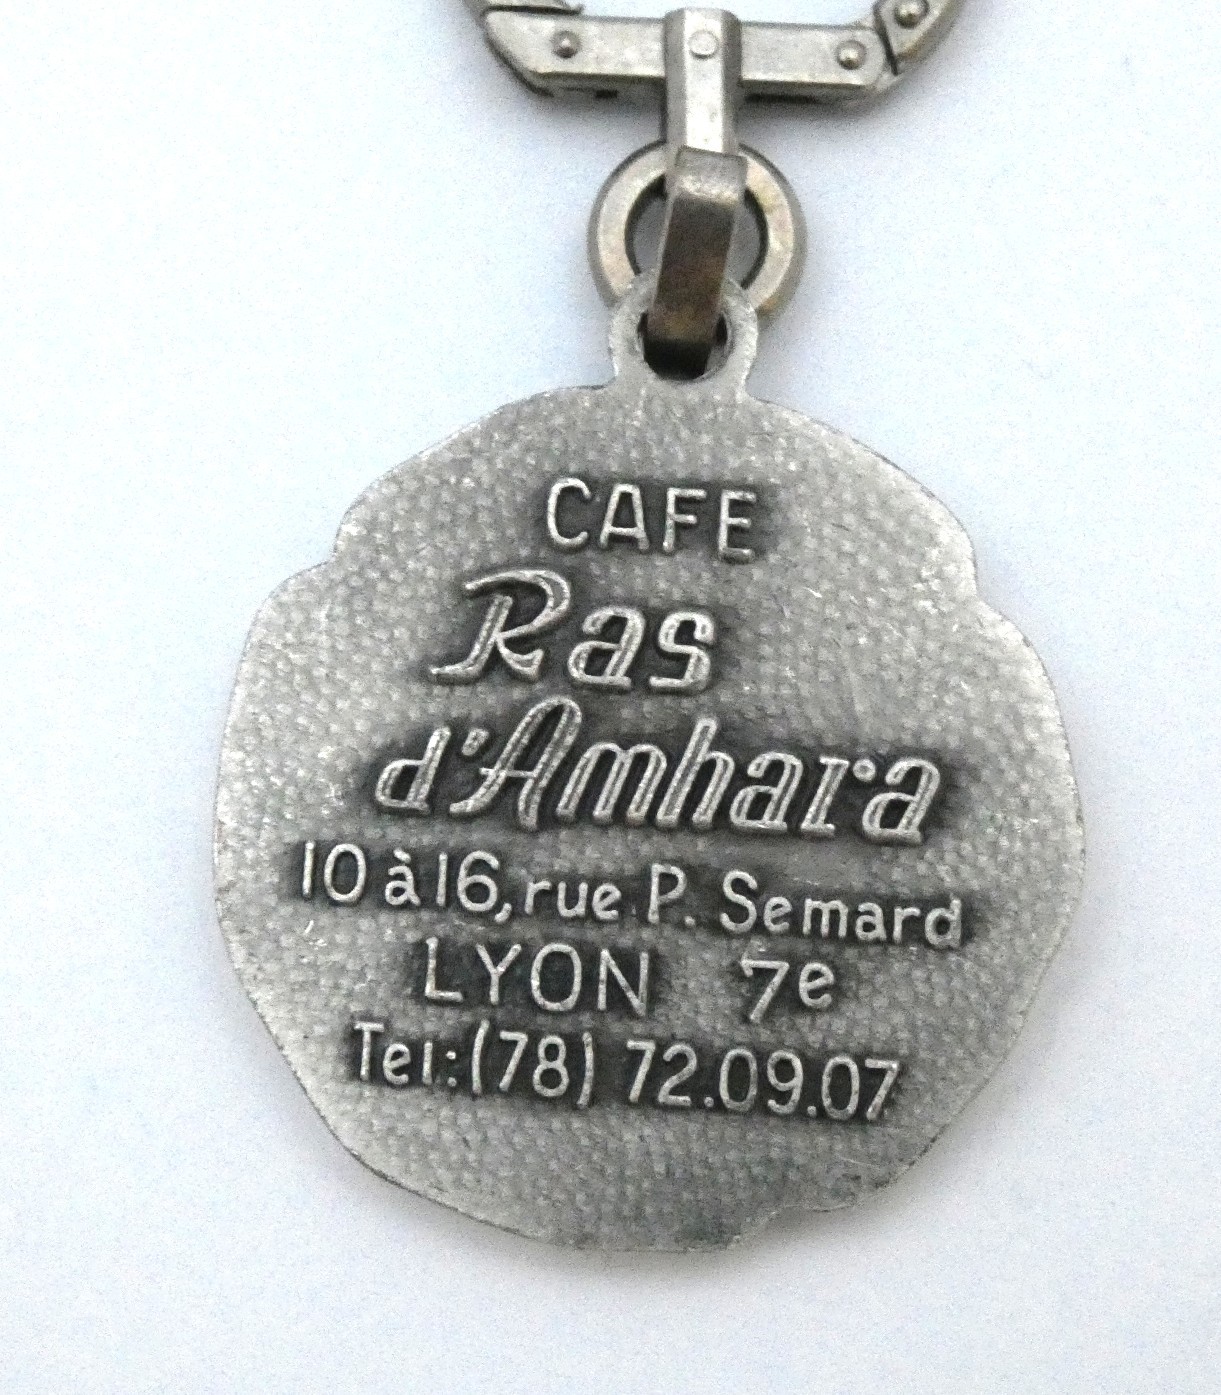 CAFE
Ras
d'Amhara
10 à 16, rue P. Semard
LYON 7e
Tel:(78) 72.09.07